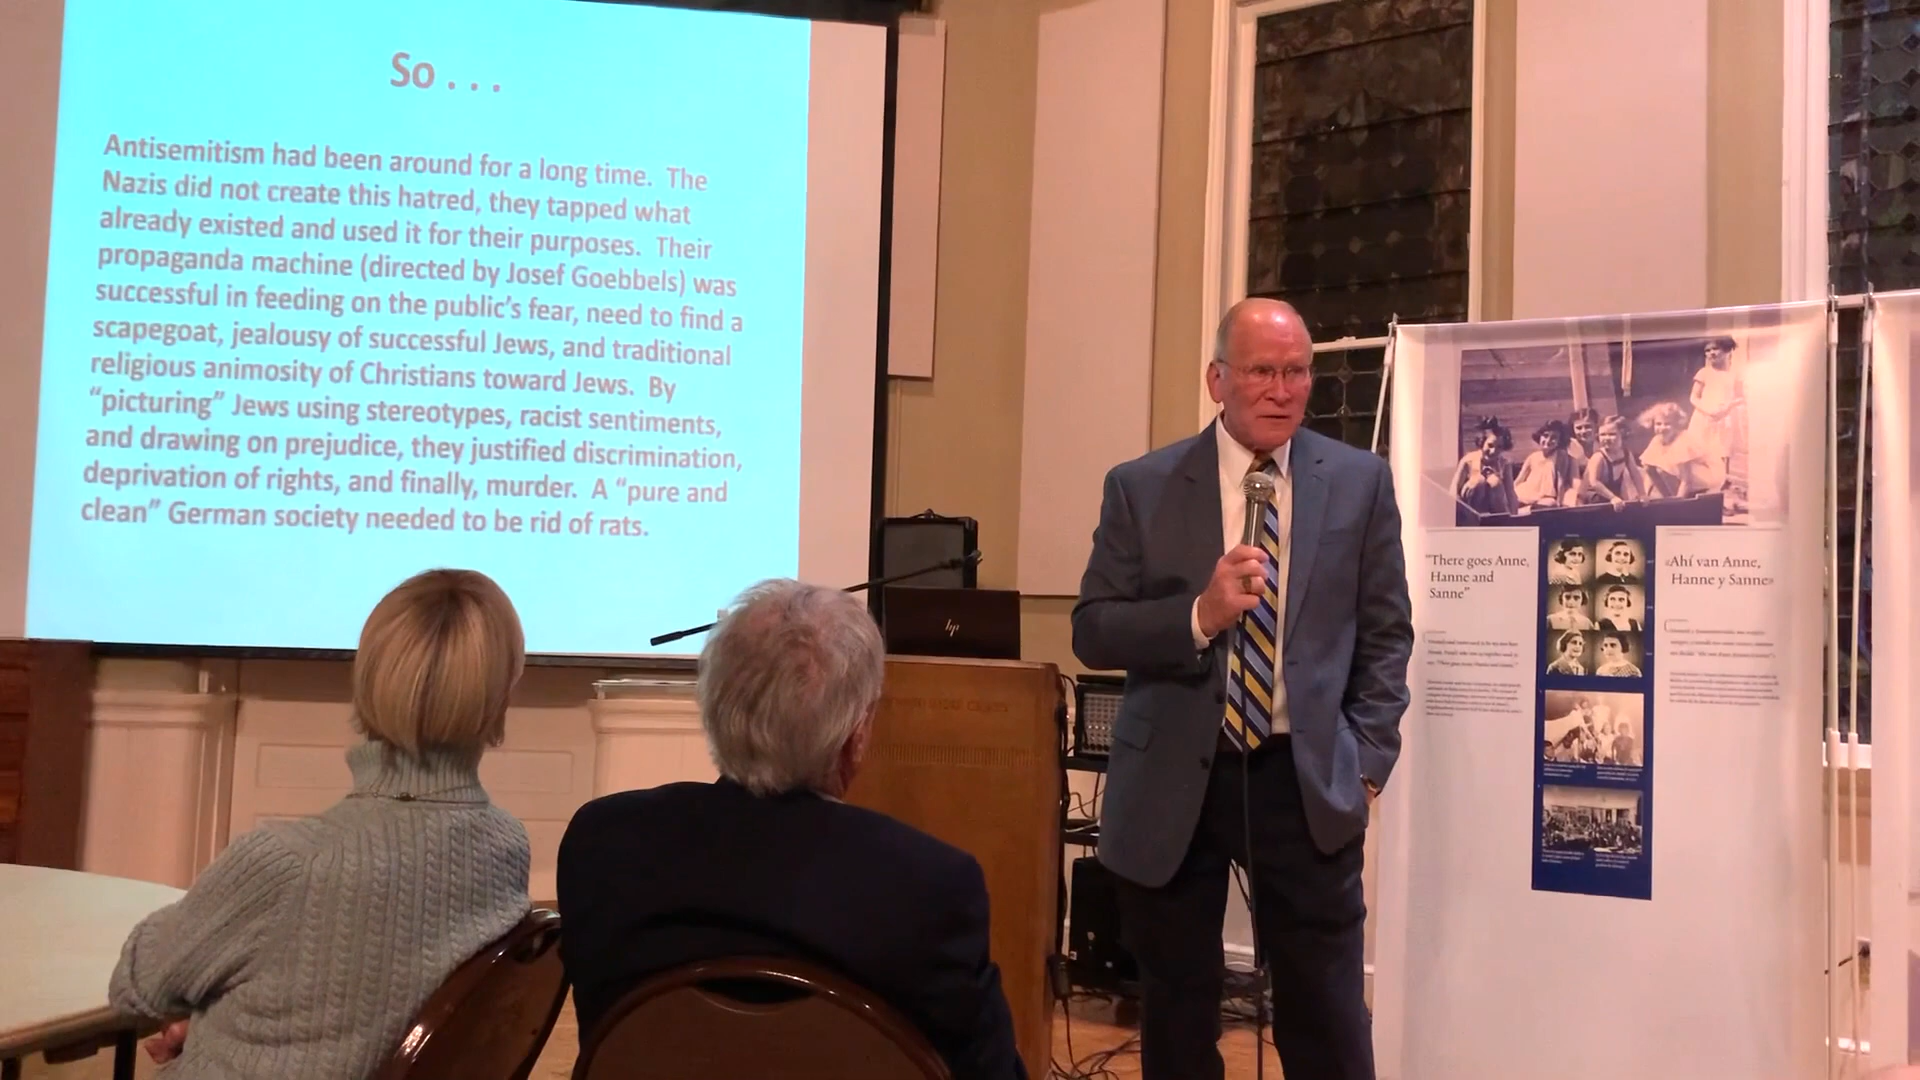 So . . .
Antisemitism had been around for a long time. The
Nazis did not create this hatred, they tapped what
already existed and used it for their purposes. Their
propaganda machine (directed by Josef Goebbels) was
successful in feeding on the public's fear, need to find a
scapegoat, jealousy of successful Jews, and traditional
religious animosity of Christians toward Jews. By
"picturing" Jews using stereotypes, racist sentiments,
and drawing on prejudice, they justified discrimination,
deprivation of rights, and finally, murder. A "pure and
clean" German society needed to be rid of rats.
hp
"There goes Anne,
Hanne and
Sanne"
«Ahí van Anne,
Hanne y Sanne»